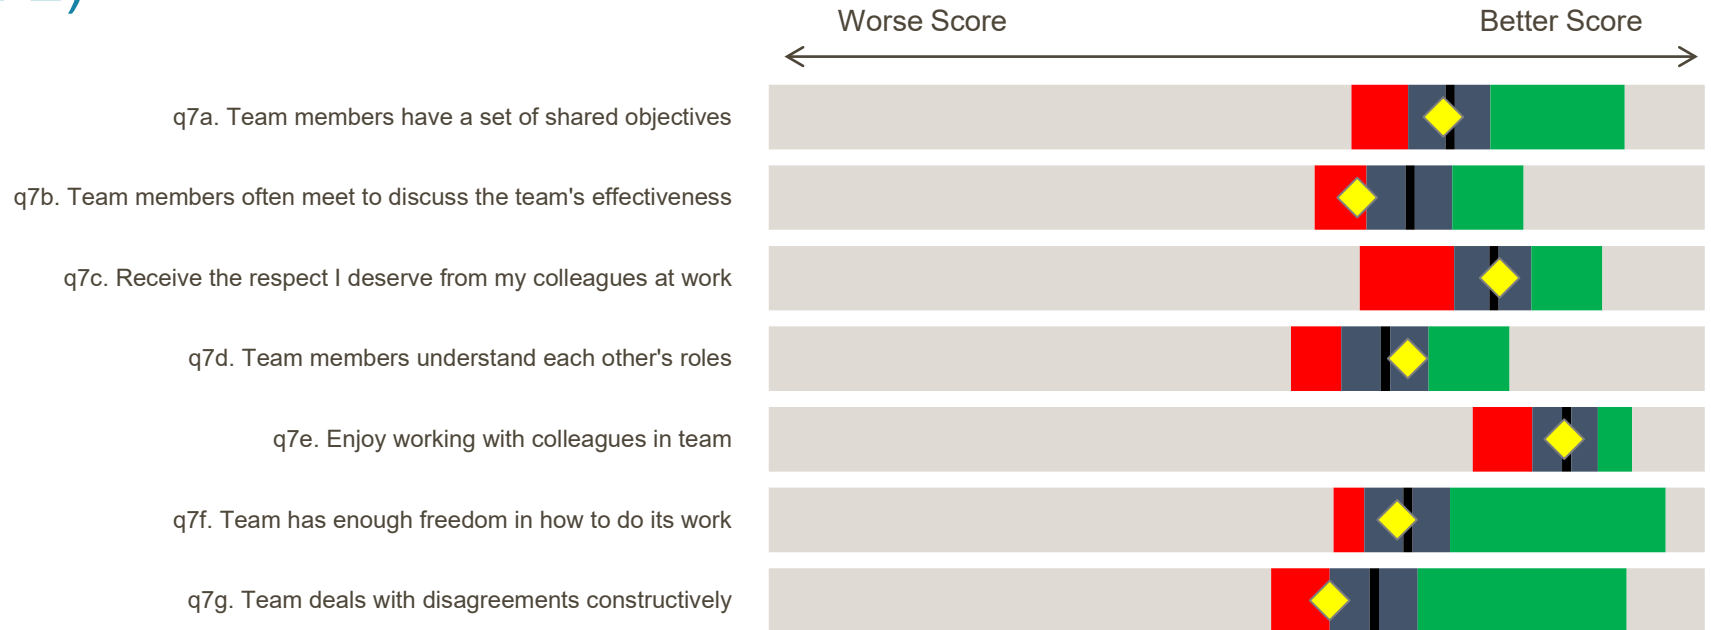 Worse Score
Better Score
q7a. Team members have a set of shared objectives
q7b. Team members often meet to discuss the team's effectiveness
q7c. Receive the respect I deserve from my colleagues at work
q7d. Team members understand each other's roles
q7e. Enjoy working with colleagues in team
q7f. Team has enough freedom in how to do its work
q7g. Team deals with disagreements constructively